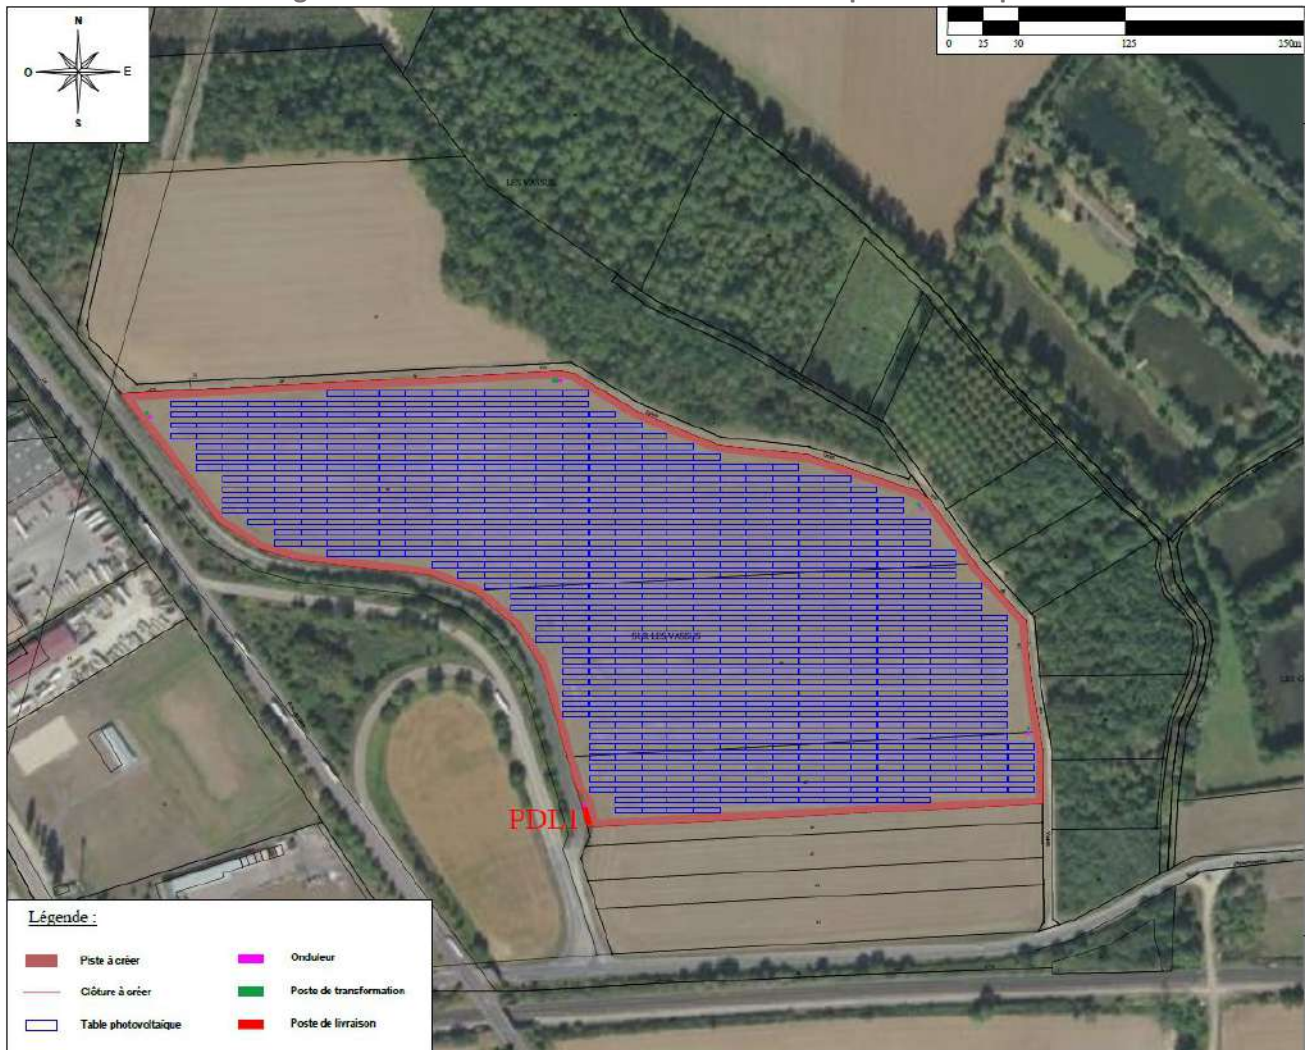 N
O
E
S
0 25 50 125 250m
LES VASSUS
SUR LES VASSUS
PDL1
Légende :
Piste à créer
Clôture à créer
Table photovoltaïque
Onduleur
Poste de transformation
Poste de livraison